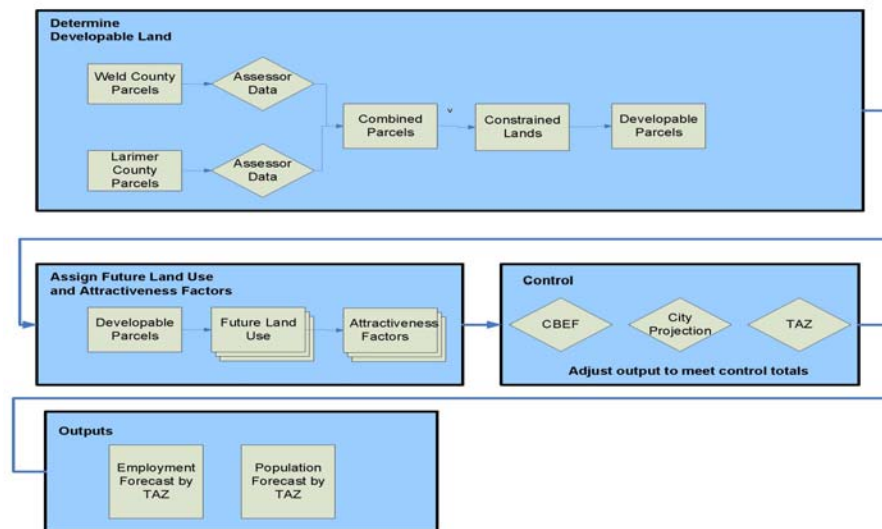 Determine
Developable Land
Weld County
Parcels
Assessor
Data
Larimer
County
Parcels
Assessor
Data
Combined
Parcels
v
Constrained
Lands
Developable
Parcels
Assign Future Land Use
and Attractiveness Factors
Developable
Parcels
Future Land
Use
Attractiveness
Factors
Control
CBEF
City
Projection
TAZ
Adjust output to meet control totals
Outputs
Employment
Forecast by
TAZ
Population
Forecast by
TAZ